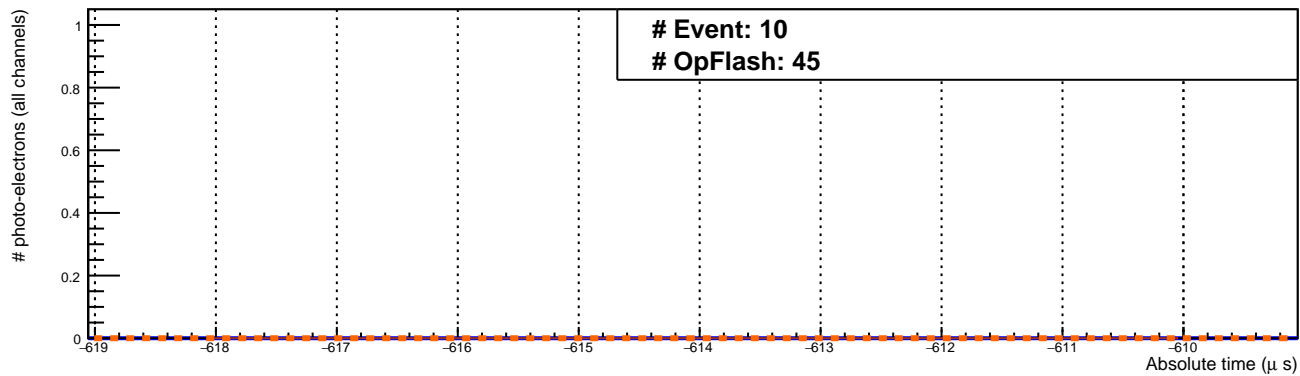 # Event: 10
# OpFlash: 45
# photo-electrons (all channels)
1
0.8
0.6
0.4
0.2
0
−619 −618 −617 −616 −615 −614 −613 −612 −611 −610
Absolute time (μ s)